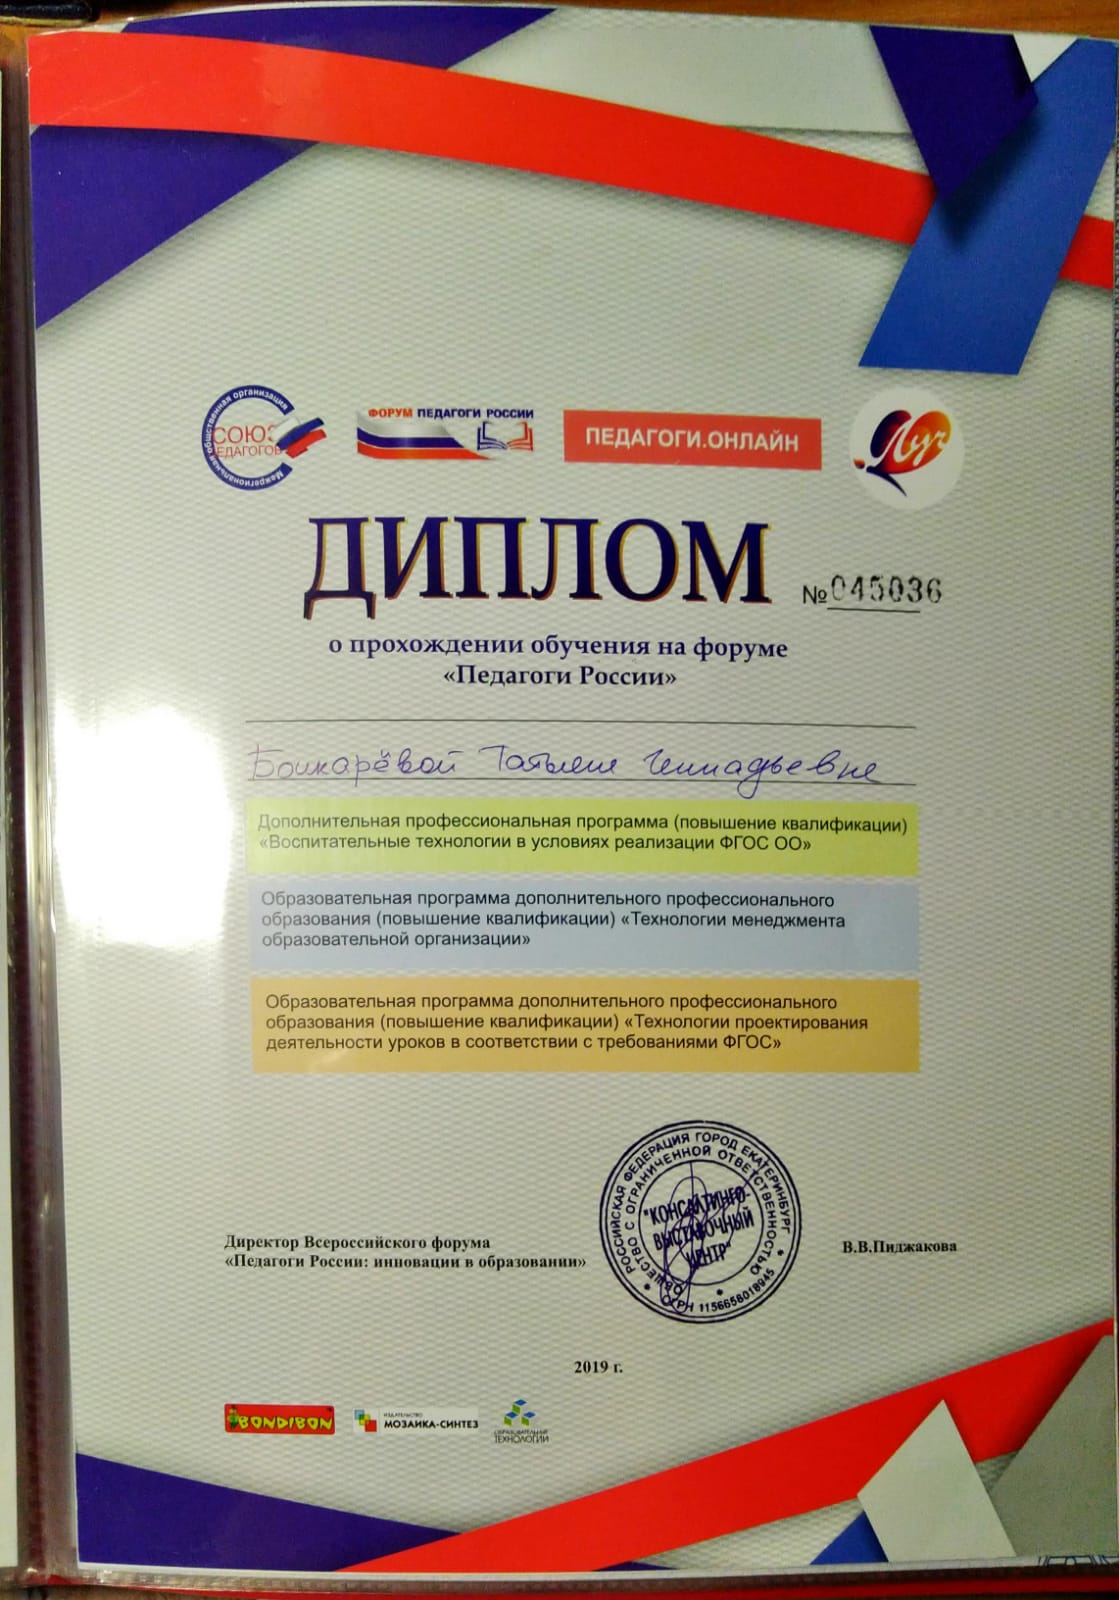 Межрегиональная общественная организация
СОЮЗ
ПЕДАГОГОВ
ФОРУМ ПЕДАГОГИ РОССИИ
ПЕДАГОГИ.ОНЛАЙН
Луч
ДИПЛОМ
№045036
о прохождении обучения на форуме
«Педагоги России»
Бочкарёвой Татьяне Геннадьевне
Дополнительная профессиональная программа (повышение квалификации)
«Воспитательные технологии в условиях реализации ФГОС ОО»
Образовательная программа дополнительного профессионального
образования (повышение квалификации) «Технологии менеджмента
образовательной организации»
Образовательная программа дополнительного профессионального
образования (повышение квалификации) «Технологии проектирования
деятельности уроков в соответствии с требованиями ФГОС»
РОССИЙСКАЯ ФЕДЕРАЦИЯ ГОРОД ЕКАТЕРИНБУРГ
ОБЩЕСТВО С ОГРАНИЧЕННОЙ ОТВЕТСТВЕННОСТЬЮ
"КОНСАЛТИНГО-
ВЫСТАВОЧНЫЙ
ЦЕНТР"
ОГРН 1156658018945
Директор Всероссийского форума
«Педагоги России: инновации в образовании»
В.В.Пиджакова
2019 г.
BONDIBON
ИЗДАТЕЛЬСТВО
МОЗАИКА-СИНТЕЗ
ОБРАЗОВАТЕЛЬНЫЕ
ТЕХНОЛОГИИ